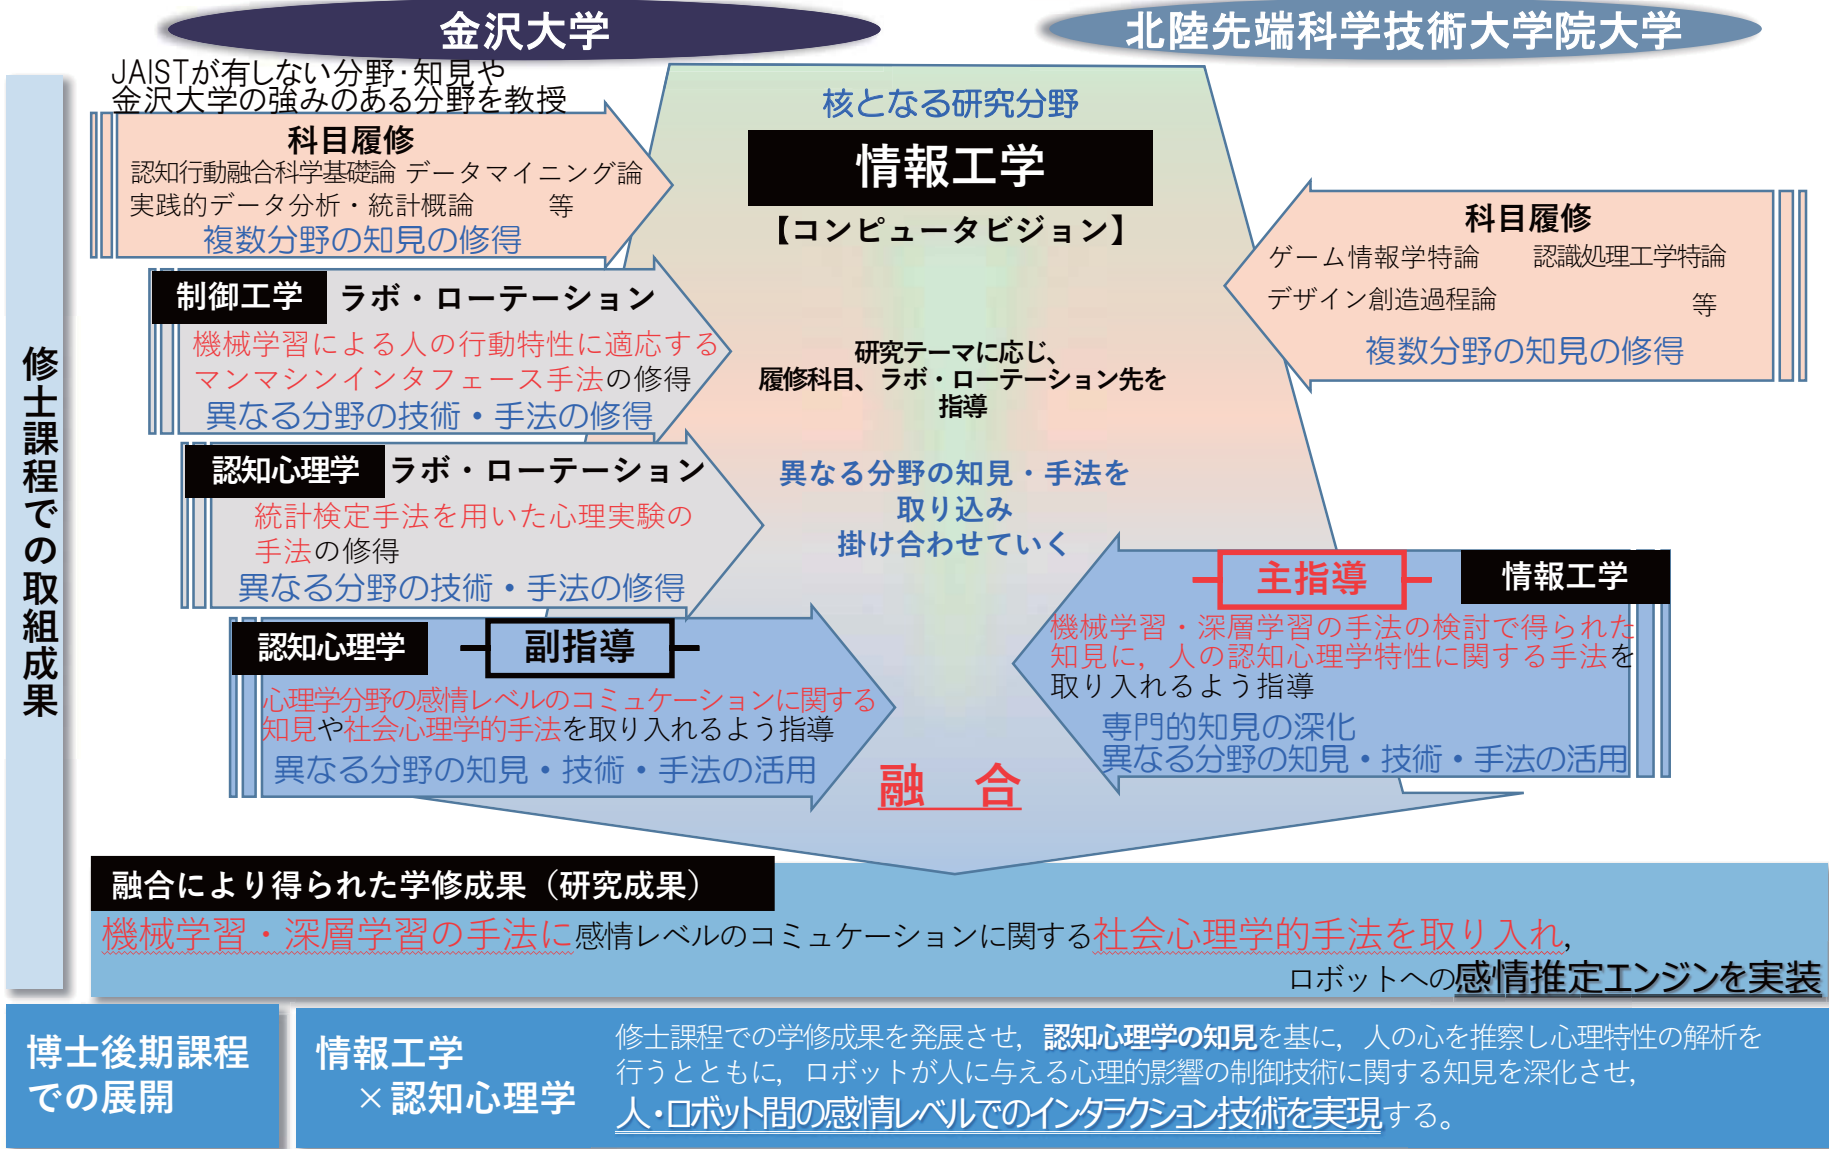 金沢大学
北陸先端科学技術大学院大学
修士課程での取組成果
JAISTが有しない分野・知見や
金沢大学の強みのある分野を教授
科目履修
認知行動融合科学基礎論 データマイニング論
実践的データ分析・統計概論 等
複数分野の知見の修得
制御工学 ラボ・ローテーション
機械学習による人の行動特性に適応する
マンマシンインタフェース手法の修得
異なる分野の技術・手法の修得
認知心理学 ラボ・ローテーション
統計検定手法を用いた心理実験の
手法の修得
異なる分野の技術・手法の修得
認知心理学 副指導
心理学分野の感情レベルのコミュケーションに関する
知見や社会心理学的手法を取り入れるよう指導
異なる分野の知見・技術・手法の活用
核となる研究分野
情報工学
【コンピュータビジョン】
研究テーマに応じ、
履修科目、ラボ・ローテーション先を
指導
異なる分野の知見・手法を
取り込み
掛け合わせていく
融 合
科目履修
ゲーム情報学特論 認識処理工学特論
デザイン創造過程論 等
複数分野の知見の修得
主指導 情報工学
機械学習・深層学習の手法の検討で得られた
知見に，人の認知心理学特性に関する手法を
取り入れるよう指導
専門的知見の深化
異なる分野の知見・技術・手法の活用
融合により得られた学修成果（研究成果）
機械学習・深層学習の手法に感情レベルのコミュケーションに関する社会心理学的手法を取り入れ，
ロボットへの感情推定エンジンを実装
博士後期課程
での展開
情報工学
×認知心理学
修士課程での学修成果を発展させ，認知心理学の知見を基に，人の心を推察し心理特性の解析を
行うとともに，ロボットが人に与える心理的影響の制御技術に関する知見を深化させ，
人・ロボット間の感情レベルでのインタラクション技術を実現する。